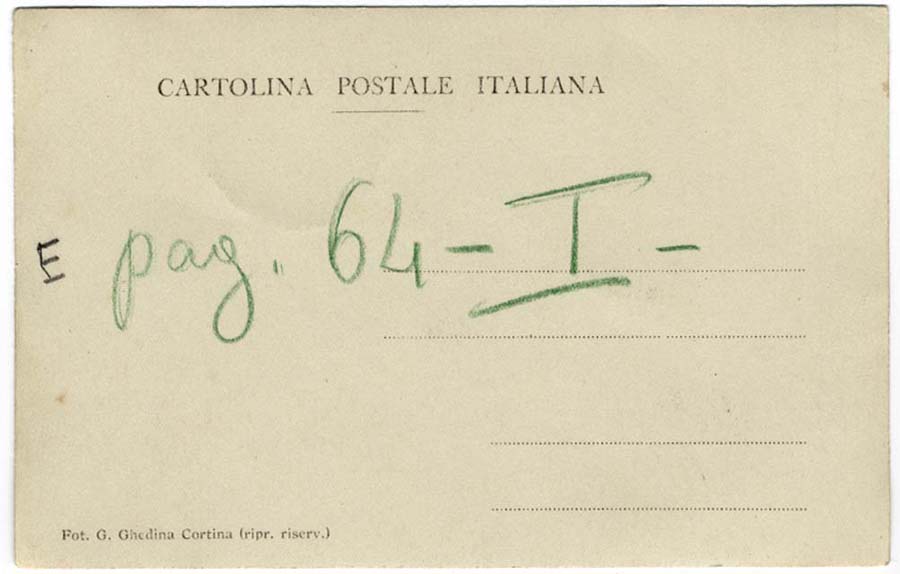 CARTOLINA POSTALE ITALIANA
E pag. 64 - I -
Fot. G. Ghedina Cortina (ripr. riserv.)